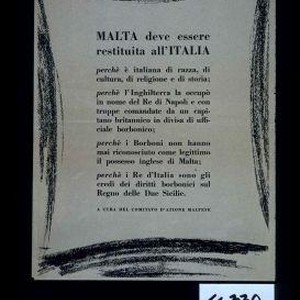 MALTA deve essere
restituita all'ITALIA
perchè è italiana di razza, di
cultura, di religione e di storia;
perchè l'Inghilterra la occupò
in nome del Re di Napoli e con
truppe comandate da un capi-
tano britannico in divisa di uffi-
ciale borbonico;
perchè i Borboni non hanno
mai riconosciuto come legittimo
il possesso inglese di Malta;
perchè i Re d'Italia sono gli
eredi dei diritti borbonici sul
Regno delle Due Sicilie.
A CURA DEL COMITATO D'AZIONE MALTESE